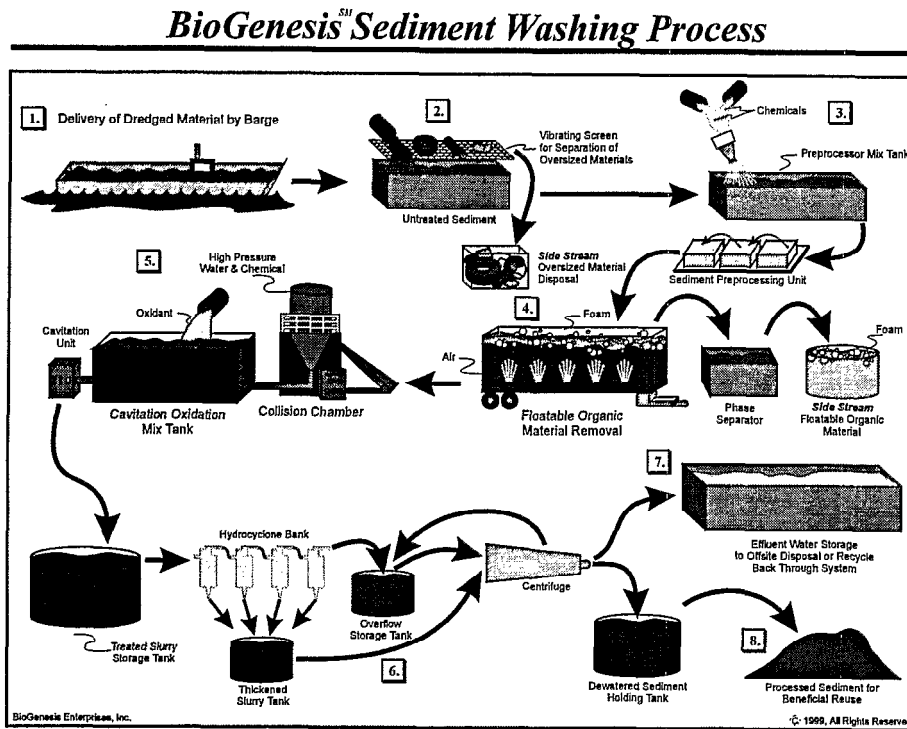 BioGenesis℠ Sediment Washing Process
1. Delivery of Dredged Material by Barge
2.
Vibrating Screen
for Separation of
Oversized Materials
Untreated Sediment
Chemicals
3.
Preprocessor Mix Tank
Side Stream
Oversized Material
Disposal
Sediment Preprocessing Unit
4.
Foam
Air
Floatable Organic
Material Removal
Phase
Separator
Foam
Side Stream
Floatable Organic
Material
5.
High Pressure
Water & Chemical
Oxidant
Cavitation
Unit
Cavitation Oxidation
Mix Tank
Collision Chamber
Treated Slurry
Storage Tank
Hydrocyclone Bank
Thickened
Slurry Tank
Overflow
Storage Tank
6.
Centrifuge
7.
Effluent Water Storage
to Offsite Disposal or Recycle
Back Through System
Dewatered Sediment
Holding Tank
8.
Processed Sediment for
Beneficial Reuse
BioGenesis Enterprises, Inc.
© 1999, All Rights Reserve